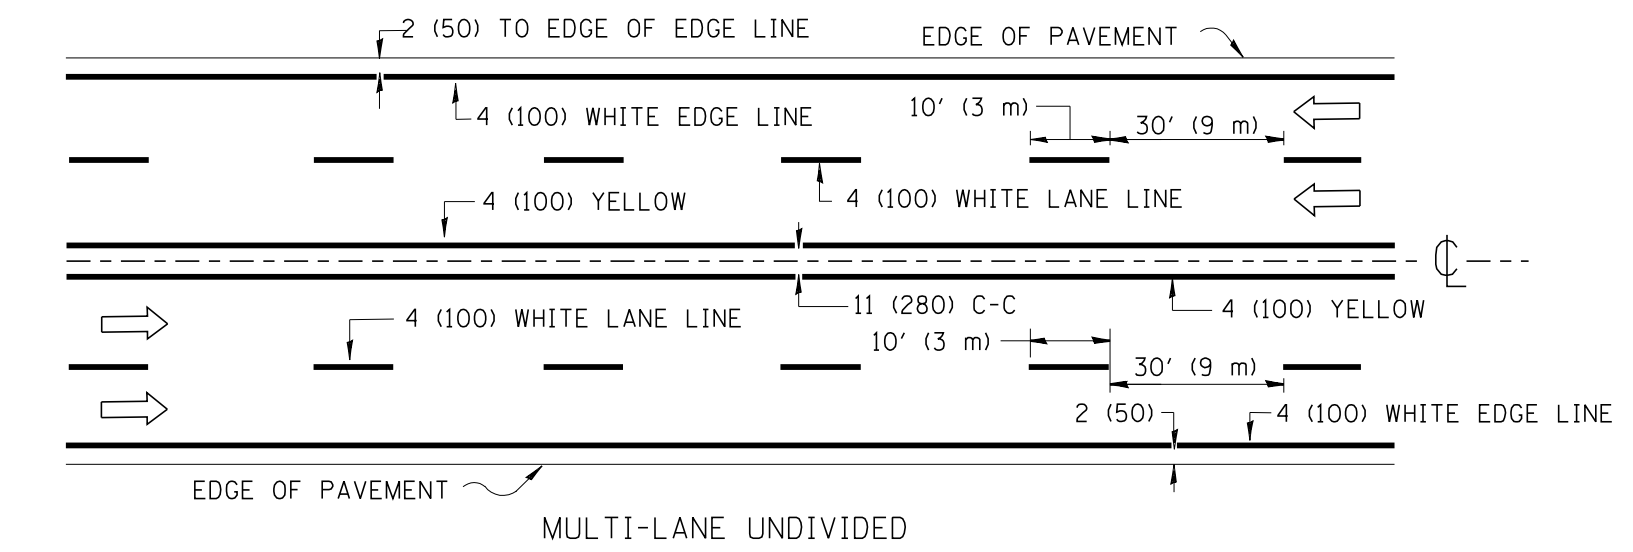 2 (50) TO EDGE OF EDGE LINE
EDGE OF PAVEMENT
4 (100) WHITE EDGE LINE
10' (3 m)
30' (9 m)
4 (100) YELLOW
4 (100) WHITE LANE LINE
CL
11 (280) C-C
4 (100) YELLOW
4 (100) WHITE LANE LINE
10' (3 m)
30' (9 m)
2 (50)
4 (100) WHITE EDGE LINE
EDGE OF PAVEMENT
MULTI-LANE UNDIVIDED